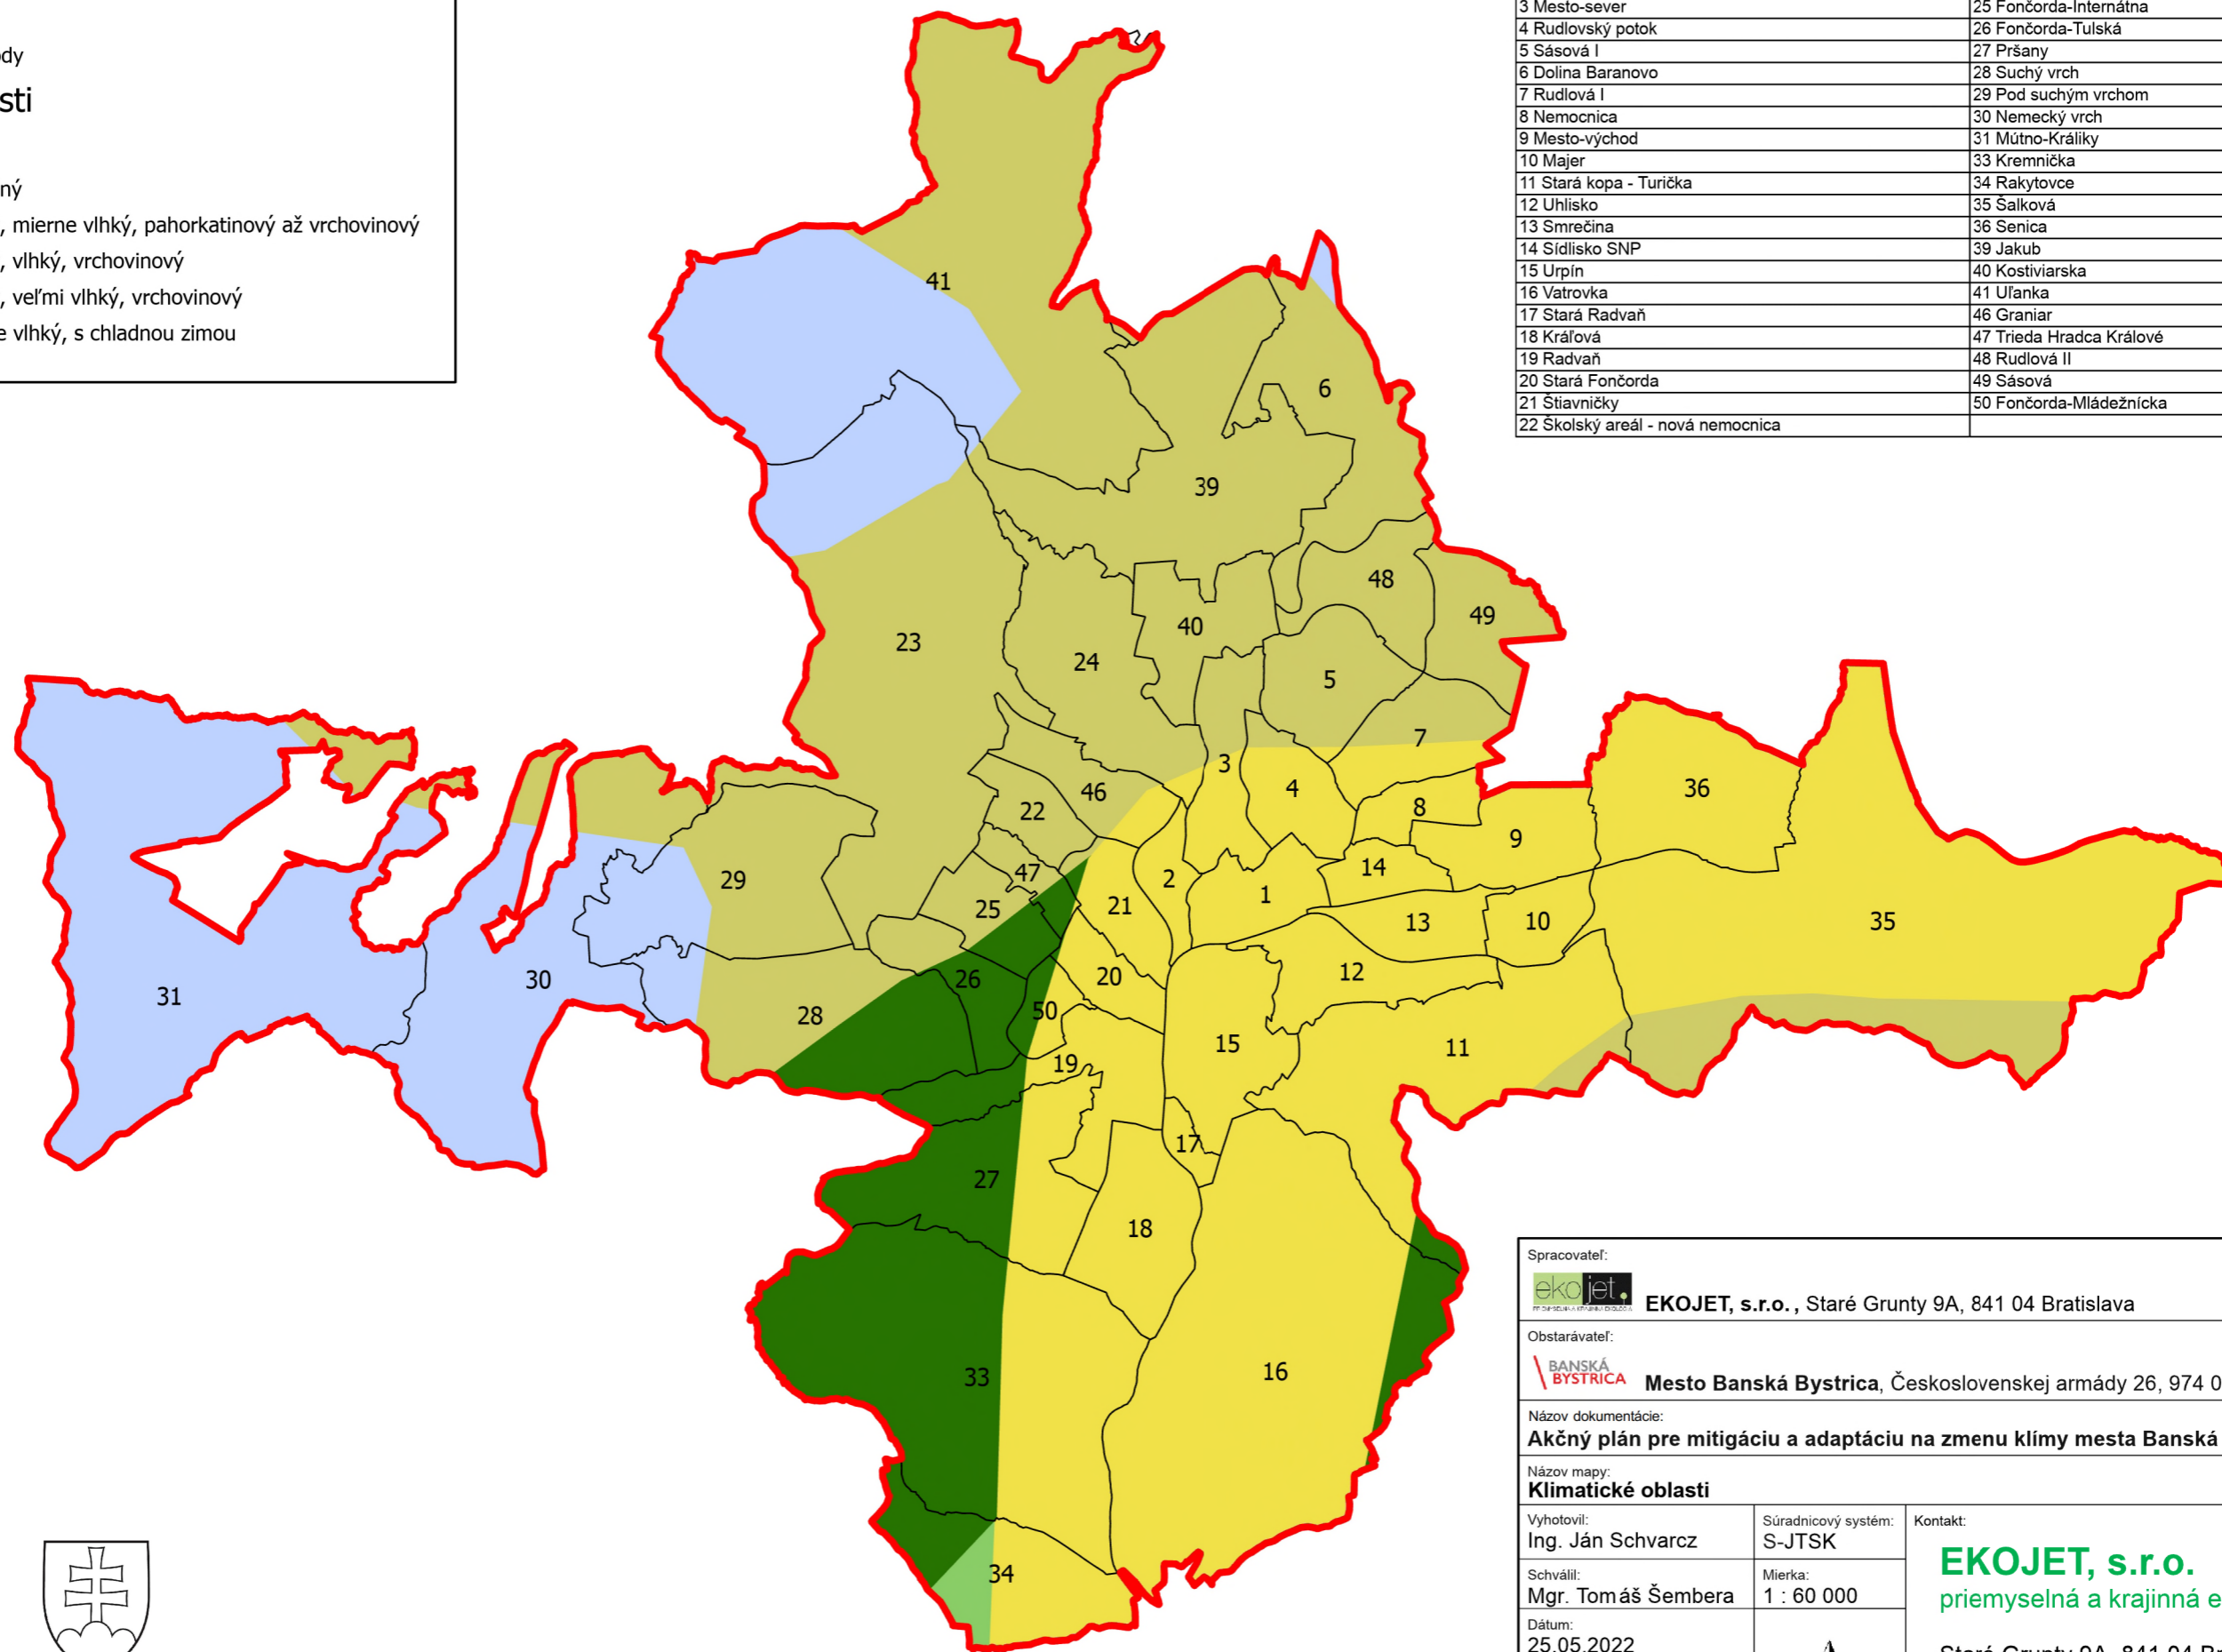 ody
sti
ný
, mierne vlhký, pahorkatinový až vrchovinový
, vlhký, vrchovinový
, veľmi vlhký, vrchovinový
e vlhký, s chladnou zimou
3 Mesto-sever
25 Fončorda-Internátna
4 Rudlovský potok
26 Fončorda-Tulská
5 Sásová I
27 Pršany
6 Dolina Baranovo
28 Suchý vrch
7 Rudlová I
29 Pod suchým vrchom
8 Nemocnica
30 Nemecký vrch
9 Mesto-východ
31 Mútno-Králiky
10 Majer
33 Kremnička
11 Stará kopa - Turička
34 Rakytovce
12 Uhlisko
35 Šalková
13 Smrečina
36 Senica
14 Sídlisko SNP
39 Jakub
15 Urpín
40 Kostiviarska
16 Vatrovka
41 Uľanka
17 Stará Radvaň
46 Graniar
18 Kráľová
47 Trieda Hradca Králové
19 Radvaň
48 Rudlová II
20 Stará Fončorda
49 Sásová
21 Štiavničky
50 Fončorda-Mládežnícka
22 Školský areál - nová nemocnica
41
6
39
48
49
40
23
24
5
7
3
46
4
36
22
8
9
47
14
29
2
1
25
21
13
10
35
26
20
12
30
31
50
28
15
11
19
17
27
18
16
33
34
Spracovateľ:
ekojet.
EKOJET, s.r.o., Staré Grunty 9A, 841 04 Bratislava
Obstarávateľ:
BANSKÁ
BYSTRICA
Mesto Banská Bystrica, Československej armády 26, 974 0
Názov dokumentácie:
Akčný plán pre mitigáciu a adaptáciu na zmenu klímy mesta Banská
Názov mapy:
Klimatické oblasti
Vyhotovil:
Ing. Ján Schvarcz
Súradnicový systém:
S-JTSK
Kontakt:
EKOJET, s.r.o.
priemyselná a krajinná e
Schválil:
Mgr. Tomáš Šembera
Mierka:
1 : 60 000
Dátum:
25.05.2022
Staré Grunty 9A, 841 04 Br